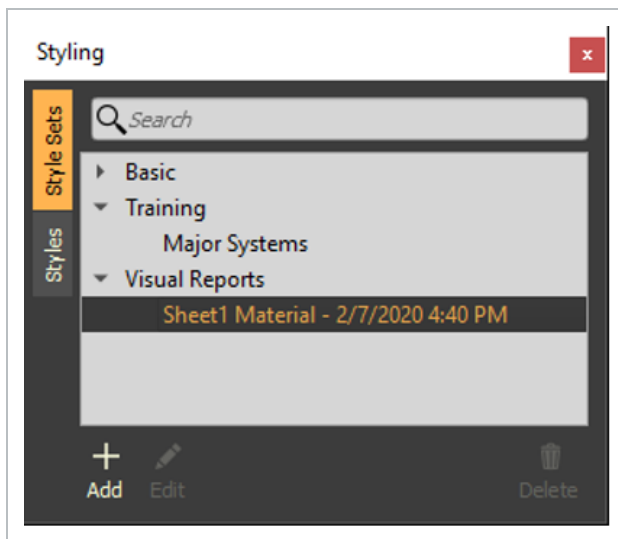 Styling
x
Style Sets
Styles
Search
Basic
Training
Major Systems
Visual Reports
Sheet1 Material - 2/7/2020 4:40 PM
Add
Edit
Delete